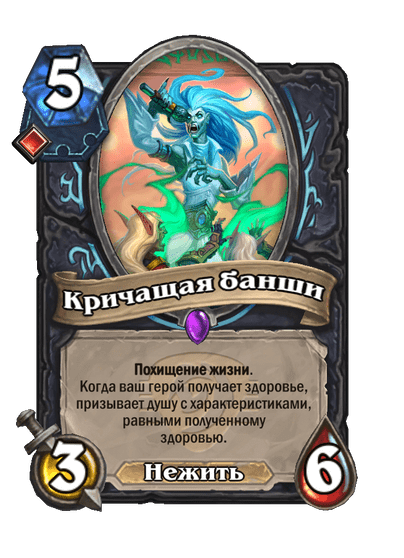 5
Кричащая банши
Похищение жизни.
Когда ваш герой получает здоровье,
призывает душу с характеристиками,
равными полученному
здоровью.
3
Нежить
6